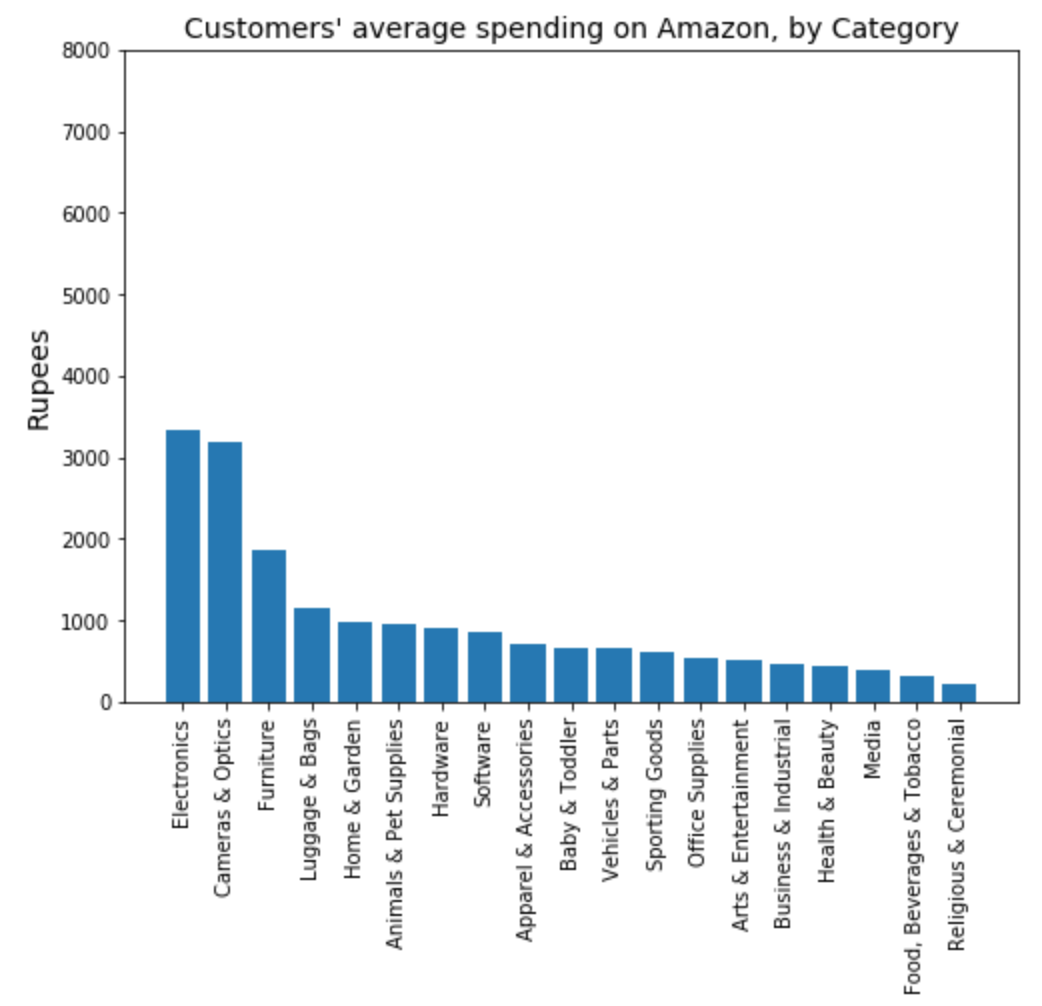 Customers' average spending on Amazon, by Category
8000
7000
6000
5000
4000
3000
2000
1000
0
Rupees
Electronics
Cameras & Optics
Furniture
Luggage & Bags
Home & Garden
Animals & Pet Supplies
Hardware
Software
Apparel & Accessories
Baby & Toddler
Vehicles & Parts
Sporting Goods
Office Supplies
Arts & Entertainment
Business & Industrial
Health & Beauty
Media
Food, Beverages & Tobacco
Religious & Ceremonial